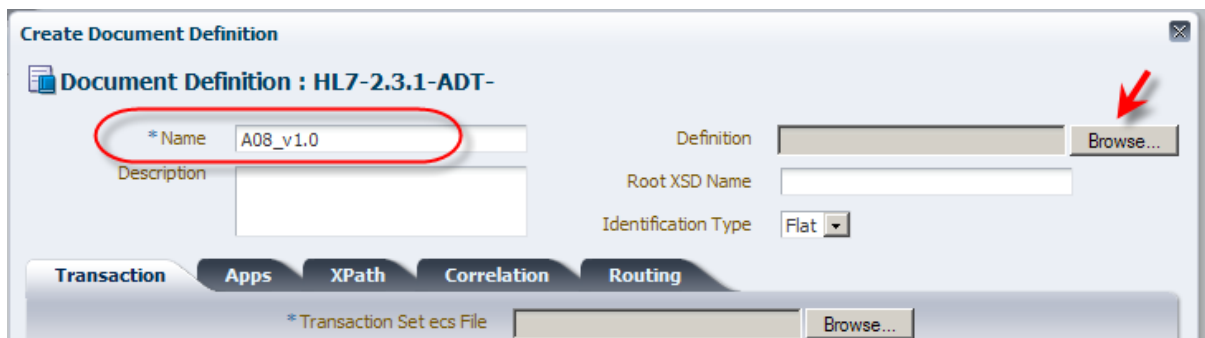 Create Document Definition
Document Definition : HL7-2.3.1-ADT-
* Name A08_v1.0 Definition Browse...
Description Root XSD Name
Identification Type Flat
Transaction Apps XPath Correlation Routing
* Transaction Set ecs File Browse...